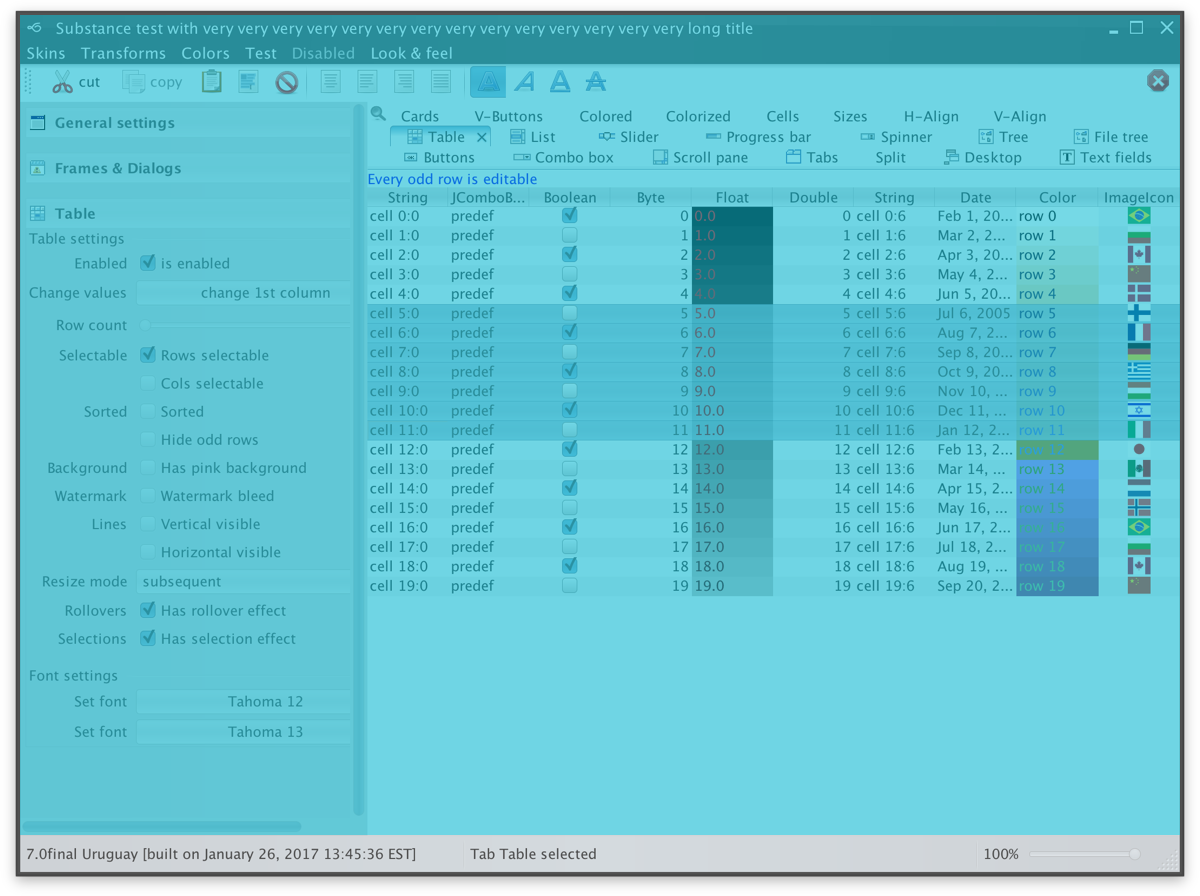 Substance test with very very very very very very very very very very very very very very long title
Skins Transforms Colors Test Disabled Look & feel
cut copy A A A A
General settings
Frames & Dialogs
Table
Table settings
Enabled is enabled
Change values change 1st column
Row count
Selectable Rows selectable
Cols selectable
Sorted Sorted
Hide odd rows
Background Has pink background
Watermark Watermark bleed
Lines Vertical visible
Horizontal visible
Resize mode subsequent
Rollovers Has rollover effect
Selections Has selection effect
Font settings
Set font Tahoma 12
Set font Tahoma 13
Cards V-Buttons Colored Colorized Cells Sizes H-Align V-Align
Table List Slider Progress bar Spinner Tree File tree
Buttons Combo box Scroll pane Tabs Split Desktop Text fields
Every odd row is editable
String JComboB... Boolean Byte Float Double String Date Color ImageIcon
cell 0:0 predef 0 0.0 0 cell 0:6 Feb 1, 20... row 0
cell 1:0 predef 1 1.0 1 cell 1:6 Mar 2, 2... row 1
cell 2:0 predef 2 2.0 2 cell 2:6 Apr 3, 20... row 2
cell 3:0 predef 3 3.0 3 cell 3:6 May 4, 2... row 3
cell 4:0 predef 4 4.0 4 cell 4:6 Jun 5, 20... row 4
cell 5:0 predef 5 5.0 5 cell 5:6 Jul 6, 2005 row 5
cell 6:0 predef 6 6.0 6 cell 6:6 Aug 7, 2... row 6
cell 7:0 predef 7 7.0 7 cell 7:6 Sep 8, 20... row 7
cell 8:0 predef 8 8.0 8 cell 8:6 Oct 9, 20... row 8
cell 9:0 predef 9 9.0 9 cell 9:6 Nov 10, ... row 9
cell 10:0 predef 10 10.0 10 cell 10:6 Dec 11, ... row 10
cell 11:0 predef 11 11.0 11 cell 11:6 Jan 12, 2... row 11
cell 12:0 predef 12 12.0 12 cell 12:6 Feb 13, 2... row 12
cell 13:0 predef 13 13.0 13 cell 13:6 Mar 14, ... row 13
cell 14:0 predef 14 14.0 14 cell 14:6 Apr 15, 2... row 14
cell 15:0 predef 15 15.0 15 cell 15:6 May 16, ... row 15
cell 16:0 predef 16 16.0 16 cell 16:6 Jun 17, 2... row 16
cell 17:0 predef 17 17.0 17 cell 17:6 Jul 18, 2... row 17
cell 18:0 predef 18 18.0 18 cell 18:6 Aug 19, ... row 18
cell 19:0 predef 19 19.0 19 cell 19:6 Sep 20, 2... row 19
7.0final Uruguay [built on January 26, 2017 13:45:36 EST] Tab Table selected 100%